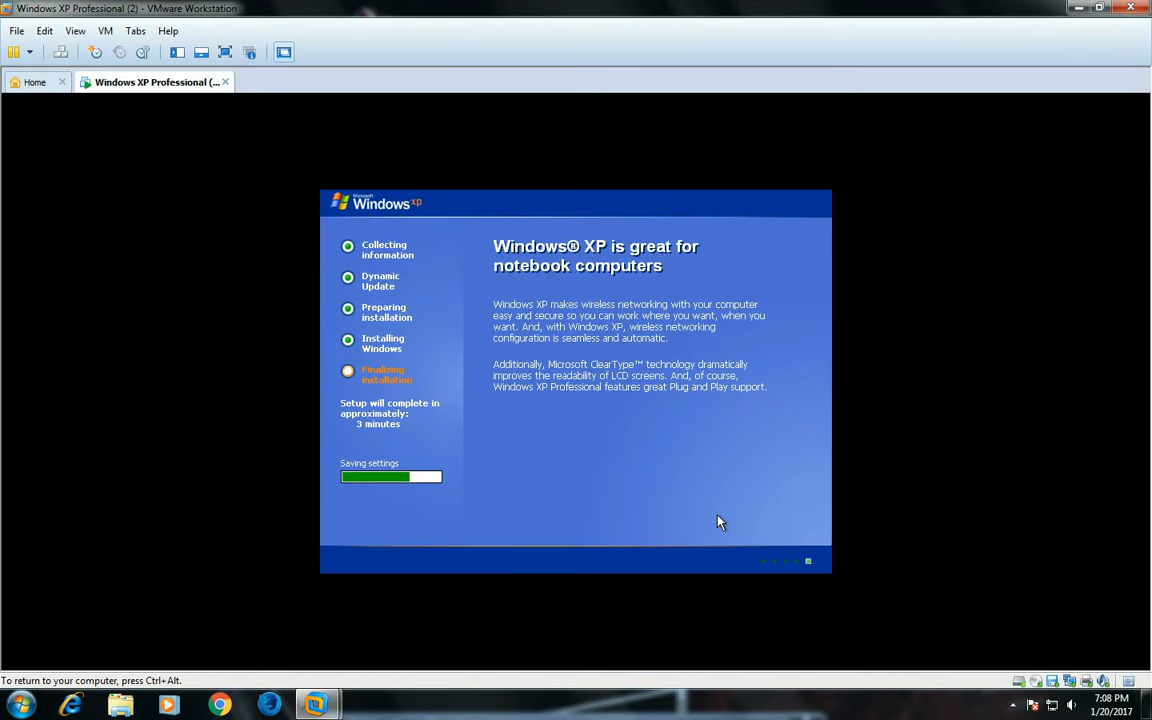 Windows XP Professional (2) - VMware Workstation
File Edit View VM Tabs Help
Home
Windows XP Professional (...
Microsoft
Windows xp
Collecting
information
Dynamic
Update
Preparing
installation
Installing
Windows
Finalizing
installation
Setup will complete in
approximately:
3 minutes
Saving settings
Windows® XP is great for
notebook computers
Windows XP makes wireless networking with your computer
easy and secure so you can work where you want, when you
want. And, with Windows XP, wireless networking
configuration is seamless and automatic.
Additionally, Microsoft ClearType™ technology dramatically
improves the readability of LCD screens. And, of course,
Windows XP Professional features great Plug and Play support.
To return to your computer, press Ctrl+Alt.
7:08 PM
1/20/2017